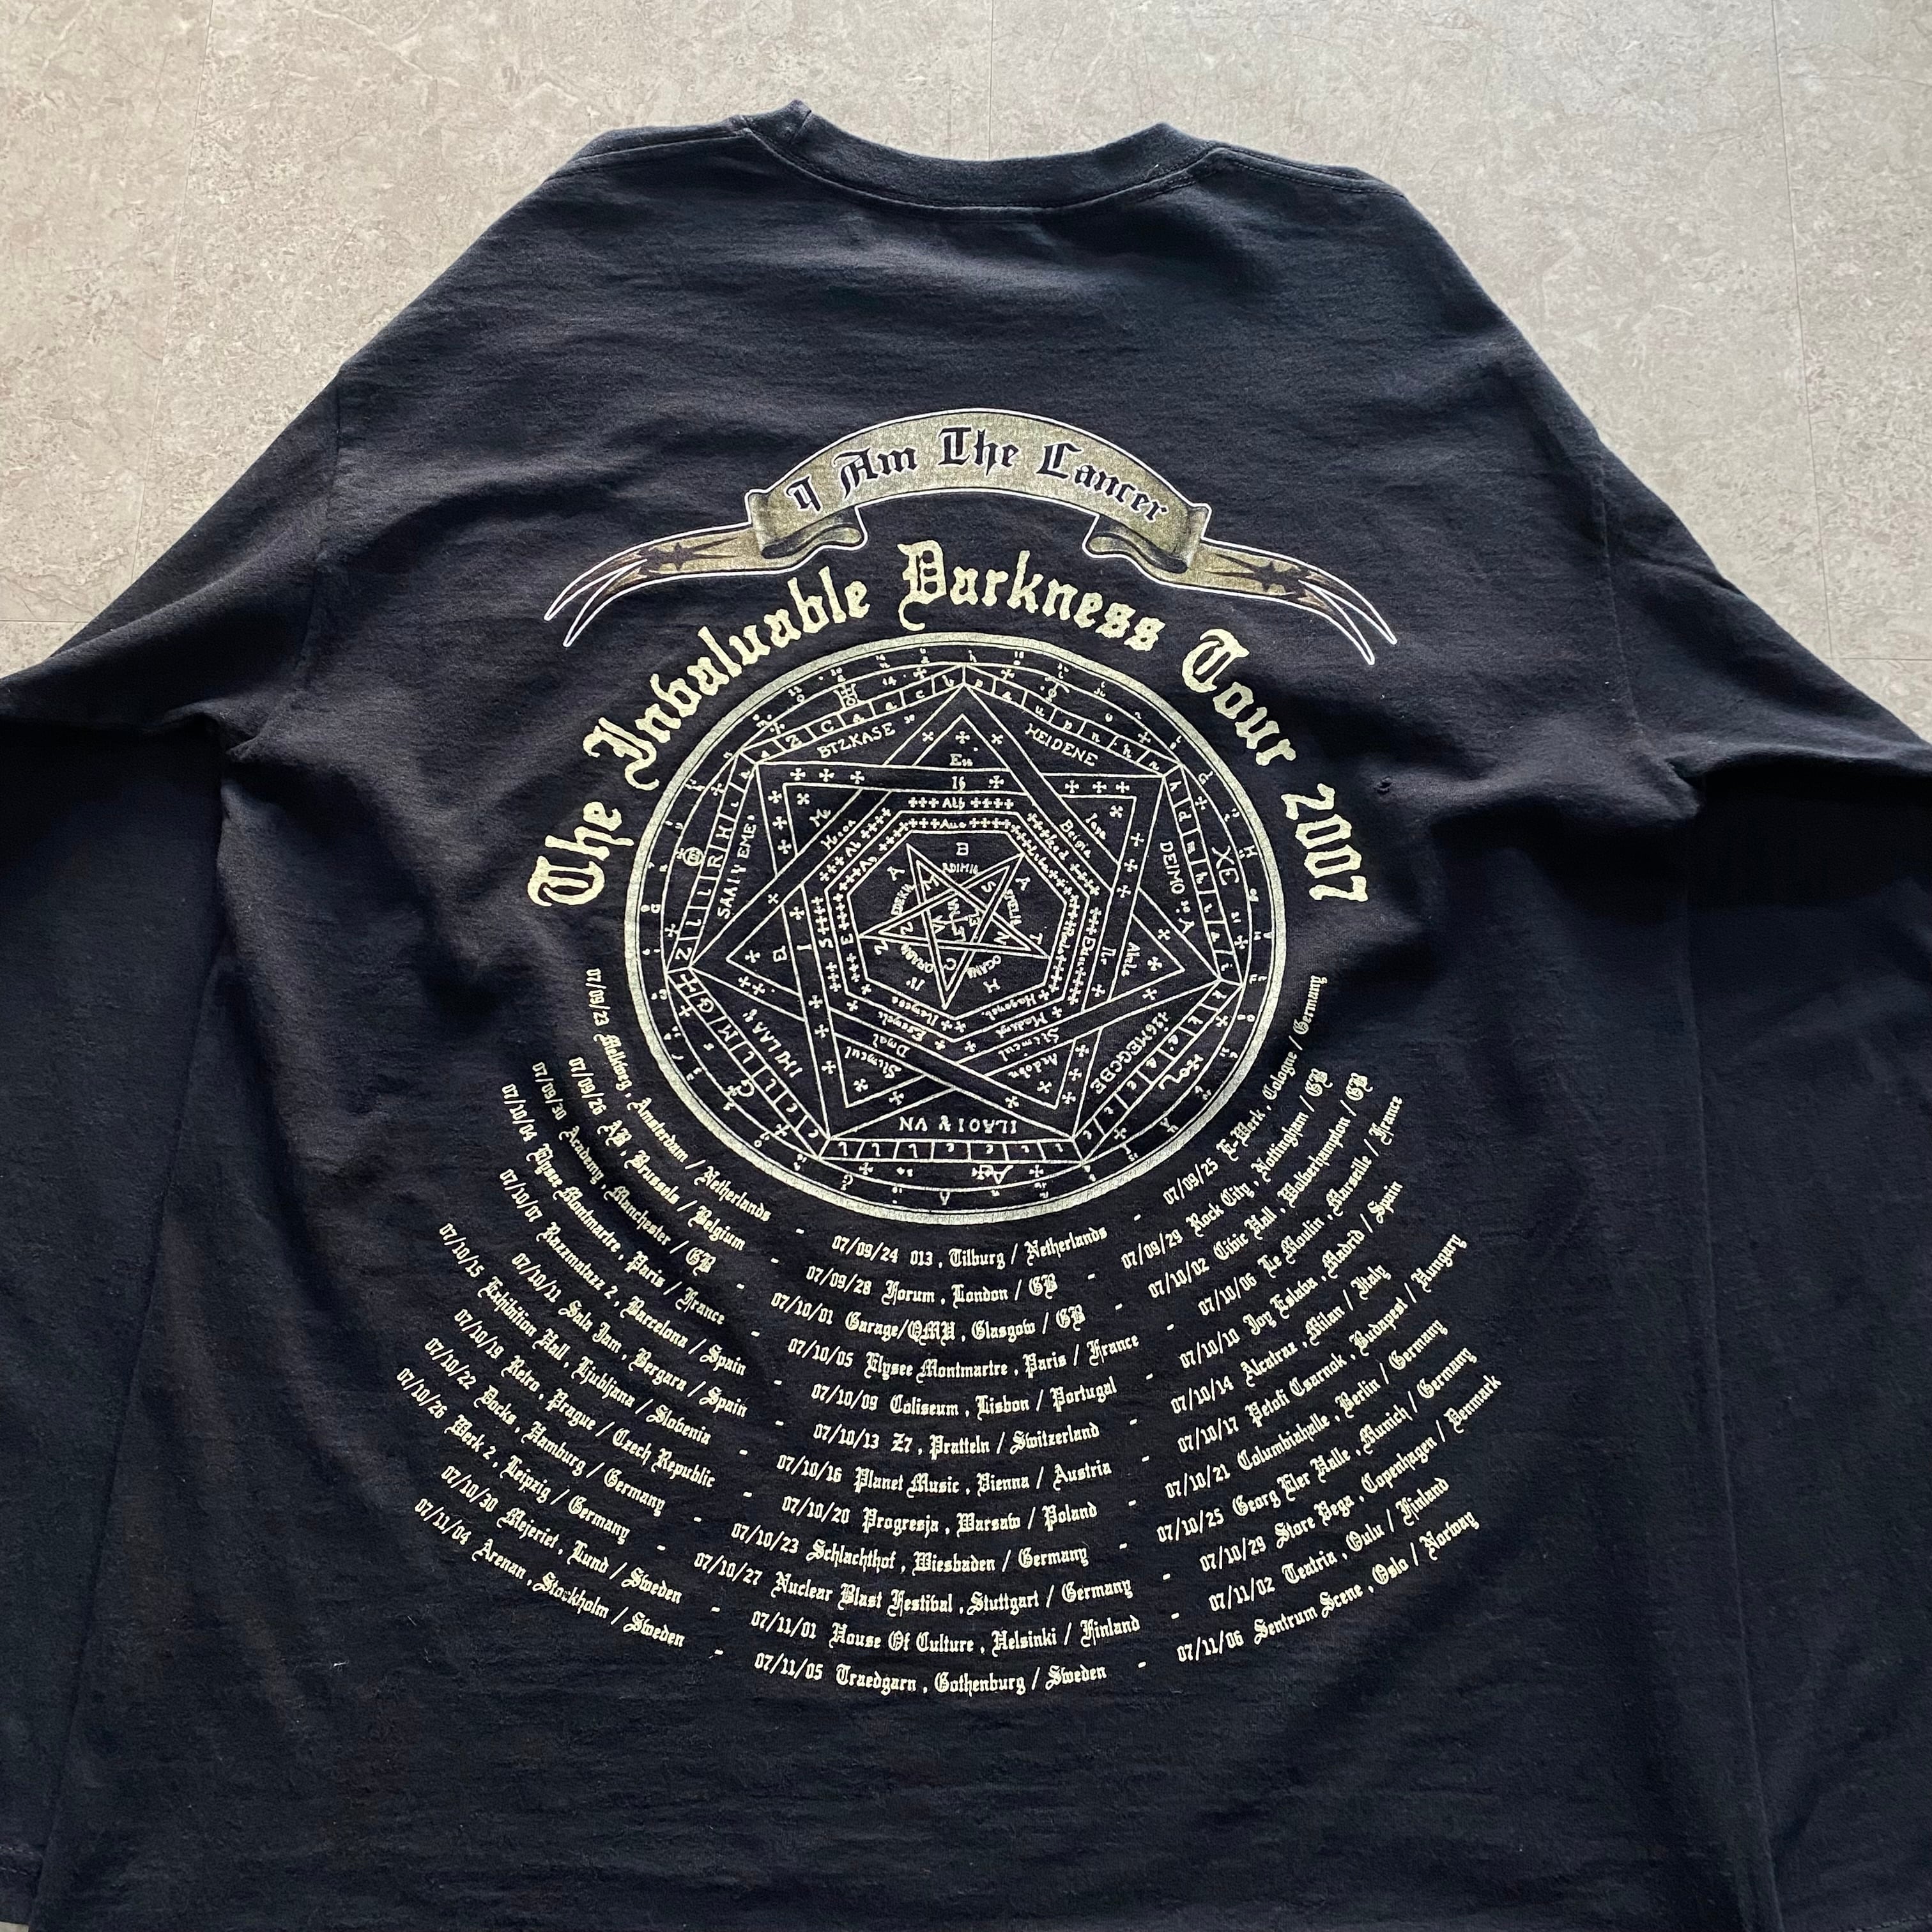 I Am The Cancer
The Invaluable Darkness Tour 2007
BTZKASE
HEIDENE
DEIMO
ILAOI & VN
07/09/23 Melkweg , Amsterdam / Netherlands - 07/09/24 013 , Tilburg / Netherlands - 07/09/25 E-Werk , Cologne / Germany
07/09/26 AB , Brussels / Belgium - 07/09/28 Forum , London / GB - 07/09/29 Rock City , Nottingham / GB
07/09/30 Academy , Manchester / GB - 07/10/01 Garage/QMU , Glasgow / GB - 07/10/02 Civic Hall , Wolverhampton / GB
07/10/04 Elysee Montmartre , Paris / France - 07/10/05 Elysee Montmartre , Paris / France - 07/10/06 Le Moulin , Marseille / France
07/10/07 Razzmatazz 2 , Barcelona / Spain - 07/10/09 Coliseum , Lisbon / Portugal - 07/10/10 Joy Eslava , Madrid / Spain
07/10/11 Sala Jam , Bergara / Spain - 07/10/13 Z7 , Pratteln / Switzerland - 07/10/14 Alcatraz , Milan / Italy
07/10/15 Exhibition Hall , Ljubljana / Slovenia - 07/10/16 Planet Music , Vienna / Austria - 07/10/17 Petofi Csarnok , Budapest / Hungary
07/10/19 Retro , Prague / Czech Republic - 07/10/20 Progresja , Warsaw / Poland - 07/10/21 Columbiahalle , Berlin / Germany
07/10/22 Docks , Hamburg / Germany - 07/10/23 Schlachthof , Wiesbaden / Germany - 07/10/25 Georg Elser Halle , Munich / Germany
07/10/26 Werk 2 , Leipzig / Germany - 07/10/27 Nuclear Blast Festival , Stuttgart / Germany - 07/10/29 Store Vega , Copenhagen / Denmark
07/10/30 Mejeriet , Lund / Sweden - 07/11/01 House Of Culture , Helsinki / Finland - 07/11/02 Teatria , Oulu / Finland
07/11/04 Arenan , Stockholm / Sweden - 07/11/05 Traedgarn , Gothenburg / Sweden - 07/11/06 Sentrum Scene , Oslo / Norway